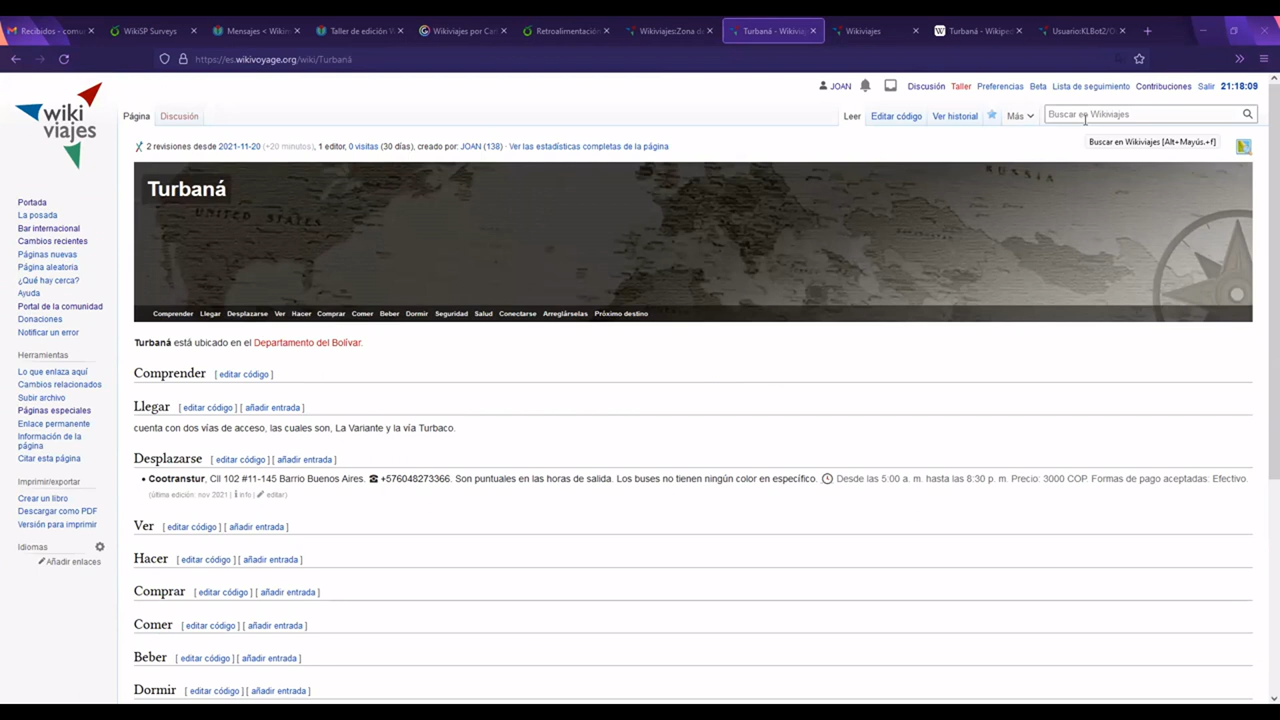 Recibidos - comu
WikiSP Surveys
Mensajes < Wikim
Taller de edición W
Wikiviajes por Car
Retroalimentación
Wikiviajes:Zona de
Turbaná - Wikiviaj
Wikiviajes
Turbaná - Wikipe
Usuario:KLBot2/O
https://es.wikivoyage.org/wiki/Turbaná
JOAN Discusión Taller Preferencias Beta Lista de seguimiento Contribuciones Salir 21:18:09
wiki
viajes
Página Discusión Leer Editar código Ver historial Más Buscar en Wikiviajes
Buscar en Wikiviajes [Alt+Mayús.+f]
2 revisiones desde 2021-11-20 (+20 minutos), 1 editor, 0 visitas (30 días), creado por: JOAN (138) · Ver las estadísticas completas de la página
Turbaná
UNITED STATES
RUSSIA
Comprender Llegar Desplazarse Ver Hacer Comprar Comer Beber Dormir Seguridad Salud Conectarse Arreglárselas Próximo destino
Portada
La posada
Bar internacional
Cambios recientes
Páginas nuevas
Página aleatoria
¿Qué hay cerca?
Ayuda
Portal de la comunidad
Donaciones
Notificar un error
Herramientas
Lo que enlaza aquí
Cambios relacionados
Subir archivo
Páginas especiales
Enlace permanente
Información de la
página
Citar esta página
Imprimir/exportar
Crear un libro
Descargar como PDF
Versión para imprimir
Idiomas
Añadir enlaces
Turbaná está ubicado en el Departamento del Bolívar.
Comprender [ editar código ]
Llegar [ editar código ] [ añadir entrada ]
cuenta con dos vías de acceso, las cuales son, La Variante y la vía Turbaco.
Desplazarse [ editar código ] [ añadir entrada ]
• Cootranstur, Cll 102 #11-145 Barrio Buenos Aires. ☎ +576048273366. Son puntuales en las horas de salida. Los buses no tienen ningún color en específico. Desde las 5:00 a. m. hasta las 8:30 p. m. Precio: 3000 COP. Formas de pago aceptadas: Efectivo.
(última edición: nov 2021 | info | editar)
Ver [ editar código ] [ añadir entrada ]
Hacer [ editar código ] [ añadir entrada ]
Comprar [ editar código ] [ añadir entrada ]
Comer [ editar código ] [ añadir entrada ]
Beber [ editar código ] [ añadir entrada ]
Dormir [ editar código ] [ añadir entrada ]